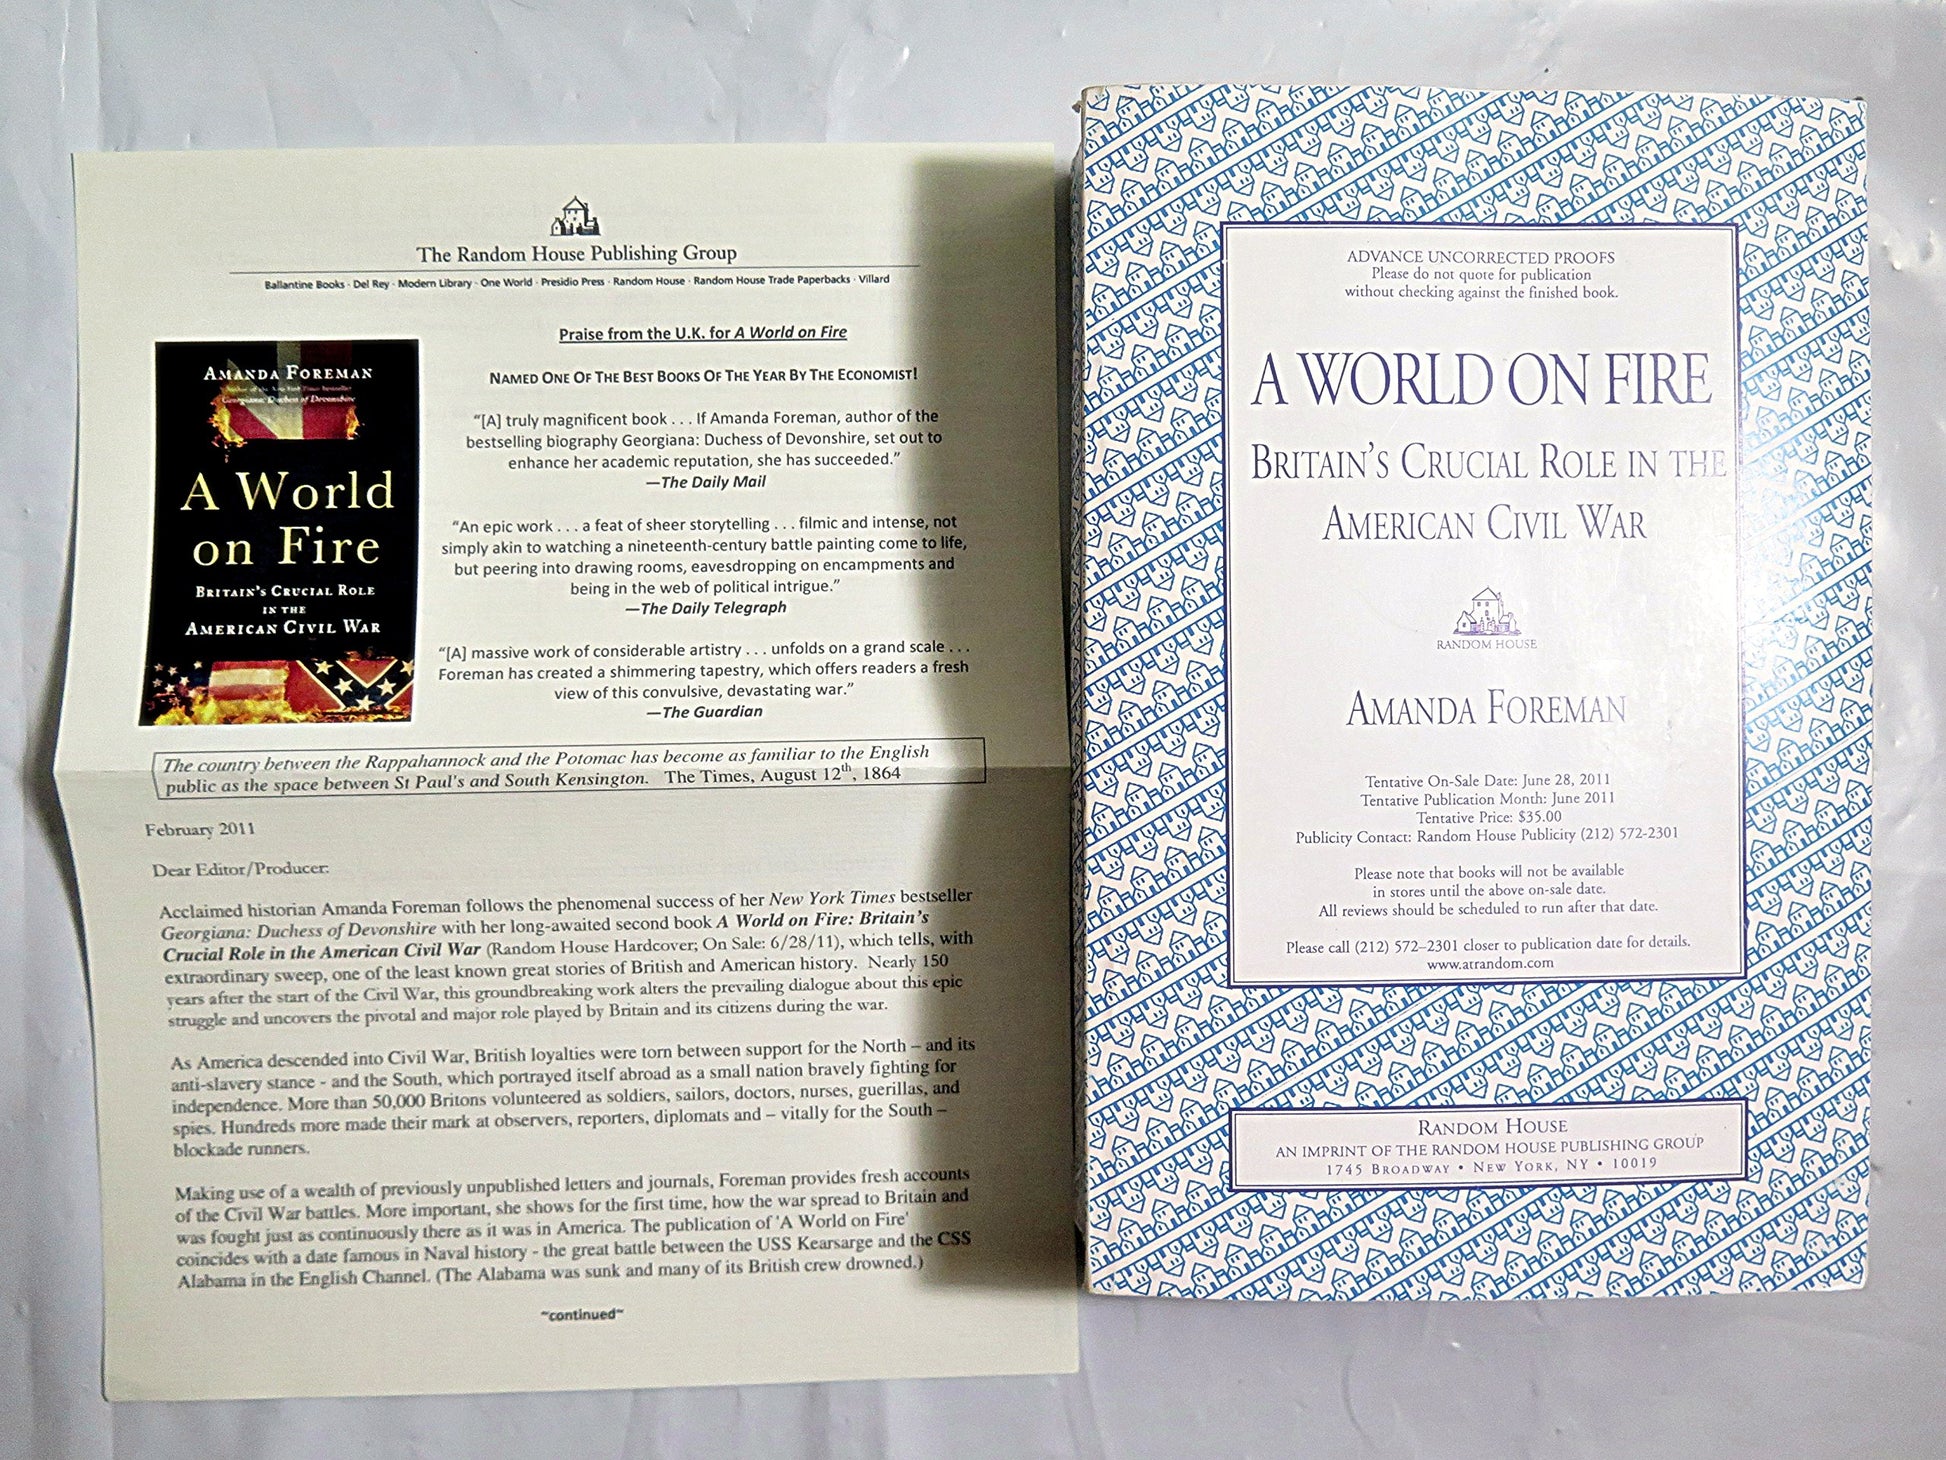 The Random House Publishing Group
Ballantine Books · Del Rey · Modern Library · One World · Presidio Press · Random House · Random House Trade Paperbacks · Villard
AMANDA FOREMAN
Author of the New York Times bestseller
Georgiana: Duchess of Devonshire
A World
on Fire
BRITAIN'S CRUCIAL ROLE
IN THE
AMERICAN CIVIL WAR
Praise from the U.K. for A World on Fire
NAMED ONE OF THE BEST BOOKS OF THE YEAR BY THE ECONOMIST!
“[A] truly magnificent book . . . If Amanda Foreman, author of the
bestselling biography Georgiana: Duchess of Devonshire, set out to
enhance her academic reputation, she has succeeded.”
—The Daily Mail
“An epic work . . . a feat of sheer storytelling . . . filmic and intense, not
simply akin to watching a nineteenth-century battle painting come to life,
but peering into drawing rooms, eavesdropping on encampments and
being in the web of political intrigue.”
—The Daily Telegraph
“[A] massive work of considerable artistry . . . unfolds on a grand scale . . .
Foreman has created a shimmering tapestry, which offers readers a fresh
view of this convulsive, devastating war.”
—The Guardian
The country between the Rappahannock and the Potomac has become as familiar to the English
public as the space between St Paul's and South Kensington. The Times, August 12th, 1864
February 2011
Dear Editor/Producer:
Acclaimed historian Amanda Foreman follows the phenomenal success of her New York Times bestseller
Georgiana: Duchess of Devonshire with her long-awaited second book A World on Fire: Britain's
Crucial Role in the American Civil War (Random House Hardcover; On Sale: 6/28/11), which tells, with
extraordinary sweep, one of the least known great stories of British and American history. Nearly 150
years after the start of the Civil War, this groundbreaking work alters the prevailing dialogue about this epic
struggle and uncovers the pivotal and major role played by Britain and its citizens during the war.
As America descended into Civil War, British loyalties were torn between support for the North – and its
anti-slavery stance - and the South, which portrayed itself abroad as a small nation bravely fighting for
independence. More than 50,000 Britons volunteered as soldiers, sailors, doctors, nurses, guerillas, and
spies. Hundreds more made their mark at observers, reporters, diplomats and – vitally for the South –
blockade runners.
Making use of a wealth of previously unpublished letters and journals, Foreman provides fresh accounts
of the Civil War battles. More important, she shows for the first time, how the war spread to Britain and
was fought just as continuously there as it was in America. The publication of 'A World on Fire'
coincides with a date famous in Naval history - the great battle between the USS Kearsarge and the CSS
Alabama in the English Channel. (The Alabama was sunk and many of its British crew drowned.)
~continued~
ADVANCE UNCORRECTED PROOFS
Please do not quote for publication
without checking against the finished book.
A WORLD ON FIRE
BRITAIN'S CRUCIAL ROLE IN THE
AMERICAN CIVIL WAR
RANDOM HOUSE
AMANDA FOREMAN
Tentative On-Sale Date: June 28, 2011
Tentative Publication Month: June 2011
Tentative Price: $35.00
Publicity Contact: Random House Publicity (212) 572-2301
Please note that books will not be available
in stores until the above on-sale date.
All reviews should be scheduled to run after that date.
Please call (212) 572–2301 closer to publication date for details.
www.atrandom.com
RANDOM HOUSE
AN IMPRINT OF THE RANDOM HOUSE PUBLISHING GROUP
1745 BROADWAY • NEW YORK, NY • 10019